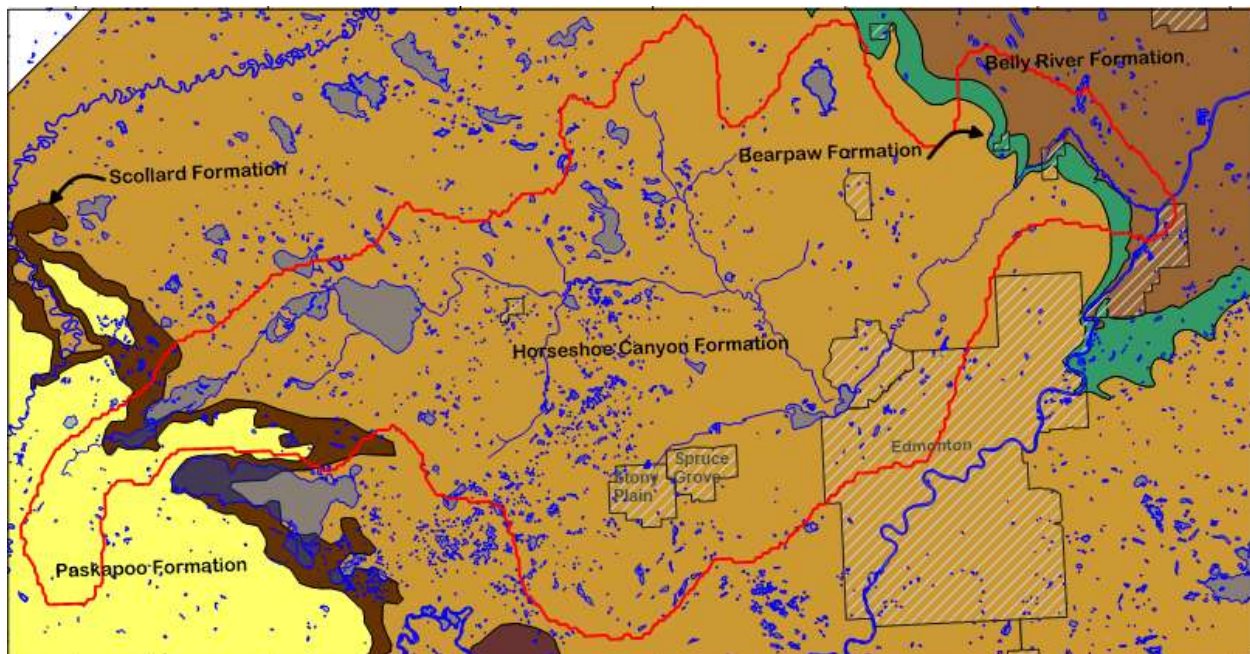 Belly River Formation
Bearpaw Formation
Scollard Formation
Horseshoe Canyon Formation
Edmonton
Spruce
Grove
Stony
Plain
Paskapoo Formation